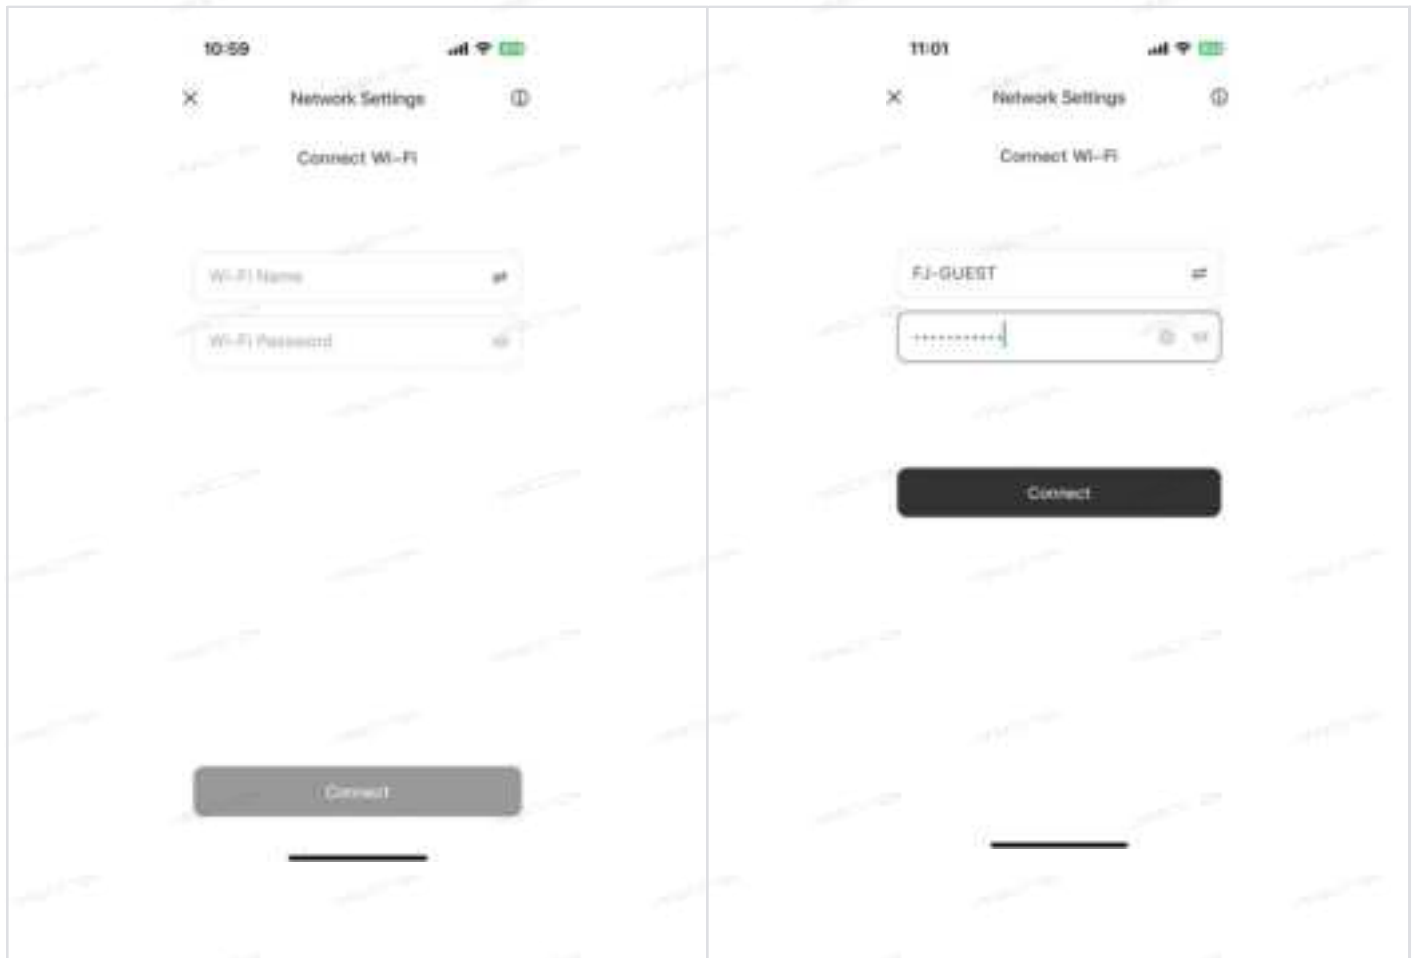 10:59
Network Settings
Connect Wi-Fi
Wi-Fi Name
Wi-Fi Password
Connect
11:01
Network Settings
Connect Wi-Fi
FJ-GUEST
Connect